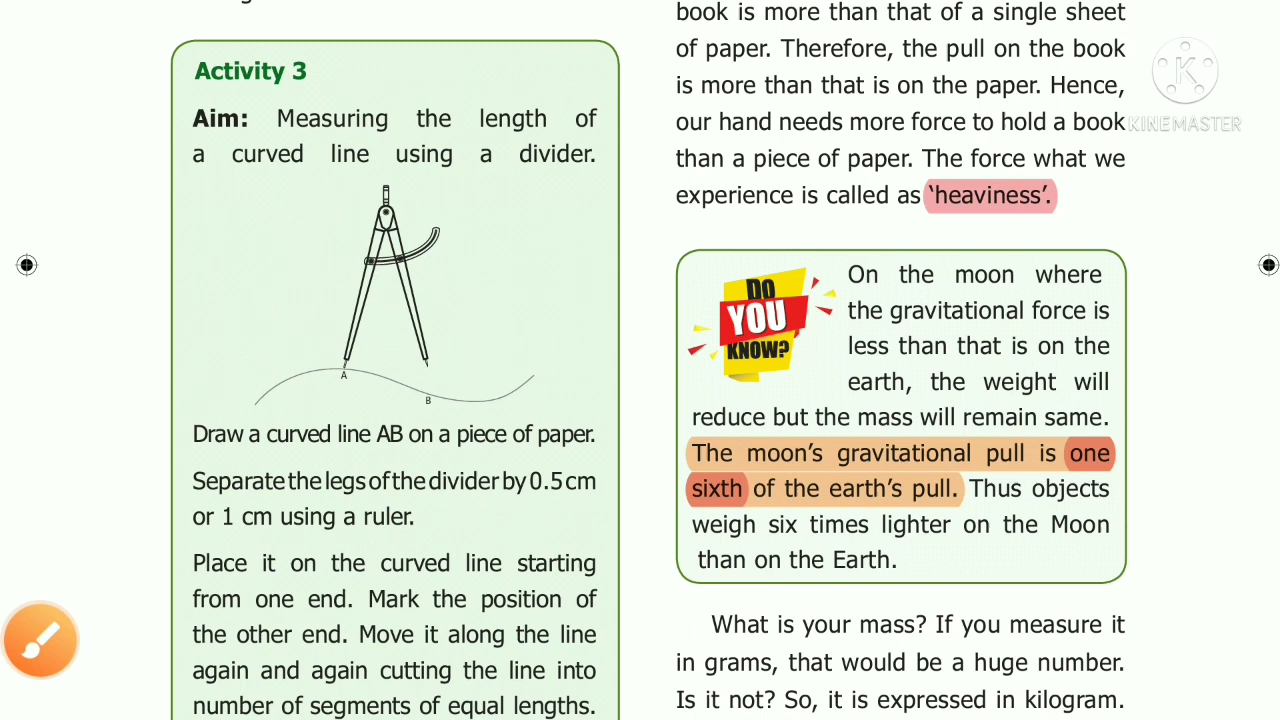 Activity 3
Aim: Measuring the length of
a curved line using a divider.
A
B
Draw a curved line AB on a piece of paper.
Separate the legs of the divider by 0.5 cm
or 1 cm using a ruler.
Place it on the curved line starting
from one end. Mark the position of
the other end. Move it along the line
again and again cutting the line into
number of segments of equal lengths.
book is more than that of a single sheet
of paper. Therefore, the pull on the book
is more than that is on the paper. Hence,
our hand needs more force to hold a book
than a piece of paper. The force what we
experience is called as ‘heaviness’.
DO
YOU
KNOW?
On the moon where
the gravitational force is
less than that is on the
earth, the weight will
reduce but the mass will remain same.
The moon’s gravitational pull is one
sixth of the earth’s pull. Thus objects
weigh six times lighter on the Moon
than on the Earth.
What is your mass? If you measure it
in grams, that would be a huge number.
Is it not? So, it is expressed in kilogram.
K
KINEMASTER